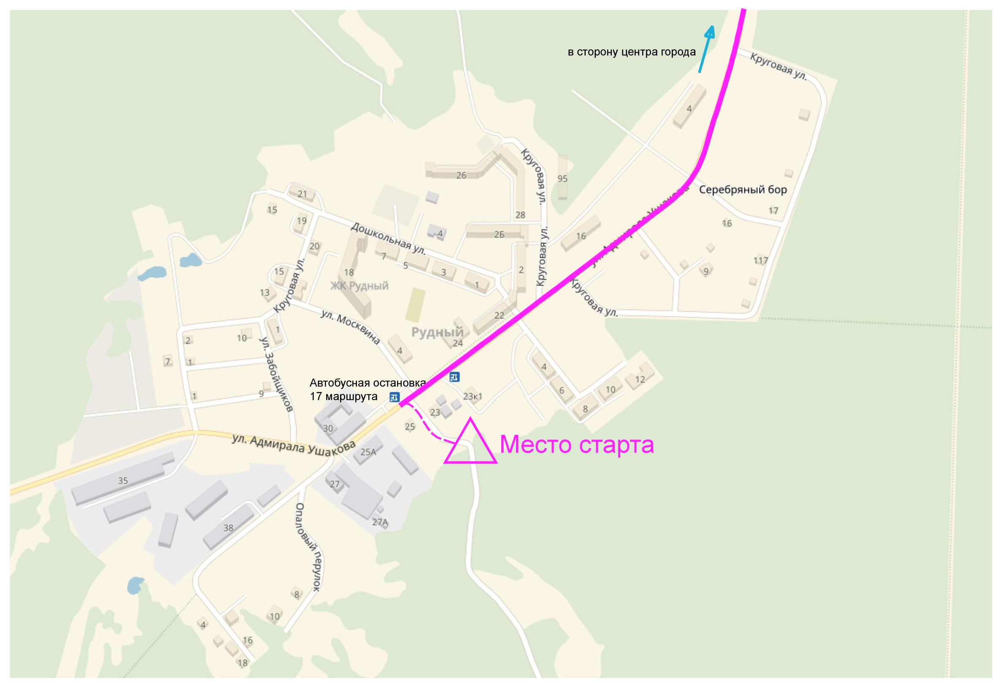 в сторону центра города
Круговая ул.
4
Круговая ул.
26
95
Серебряный бор
21
15
19
17
28
16
Дошкольная ул.
4
2Б
16
ул. Адмирала Ушакова
20
7
5
3
1
2
Круговая ул.
117
9
15
18
ЖК Рудный
13
Круговая ул.
Круговая ул.
22
ул. Москвина
Рудный
24
1
10
2
4
7
1
ул. Забойщиков
4
12
Автобусная остановка
17 маршрута
6
10
23к1
9
1
8
23
25
30
Место старта
ул. Адмирала Ушакова
25А
35
27
27А
38
Опаловый перулок
8
10
4
16
18